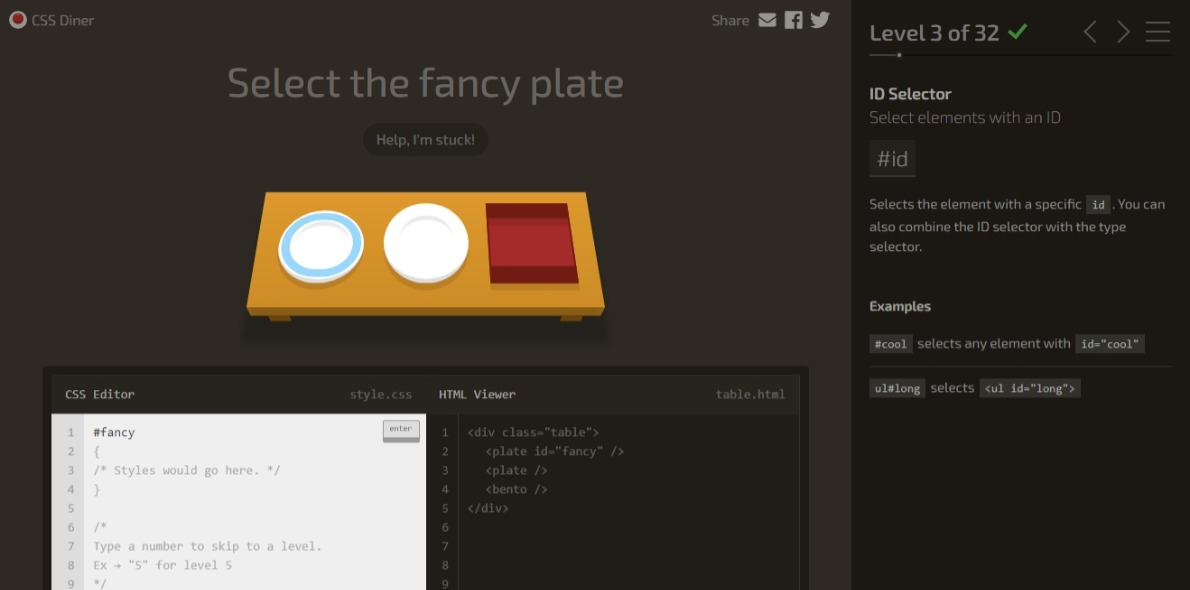 CSS Diner
Share
Select the fancy plate
Help, I'm stuck!
CSS Editor style.css
1 #fancy enter
2 {
3 /* Styles would go here. */
4 }
5
6 /*
7 Type a number to skip to a level.
8 Ex → "5" for level 5
9 */
HTML Viewer table.html
1 <div class="table">
2 <plate id="fancy" />
3 <plate />
4 <bento />
5 </div>
6
7
8
9
Level 3 of 32
ID Selector
Select elements with an ID
#id
Selects the element with a specific id. You can
also combine the ID selector with the type
selector.
Examples
#cool selects any element with id="cool"
ul#long selects <ul id="long">